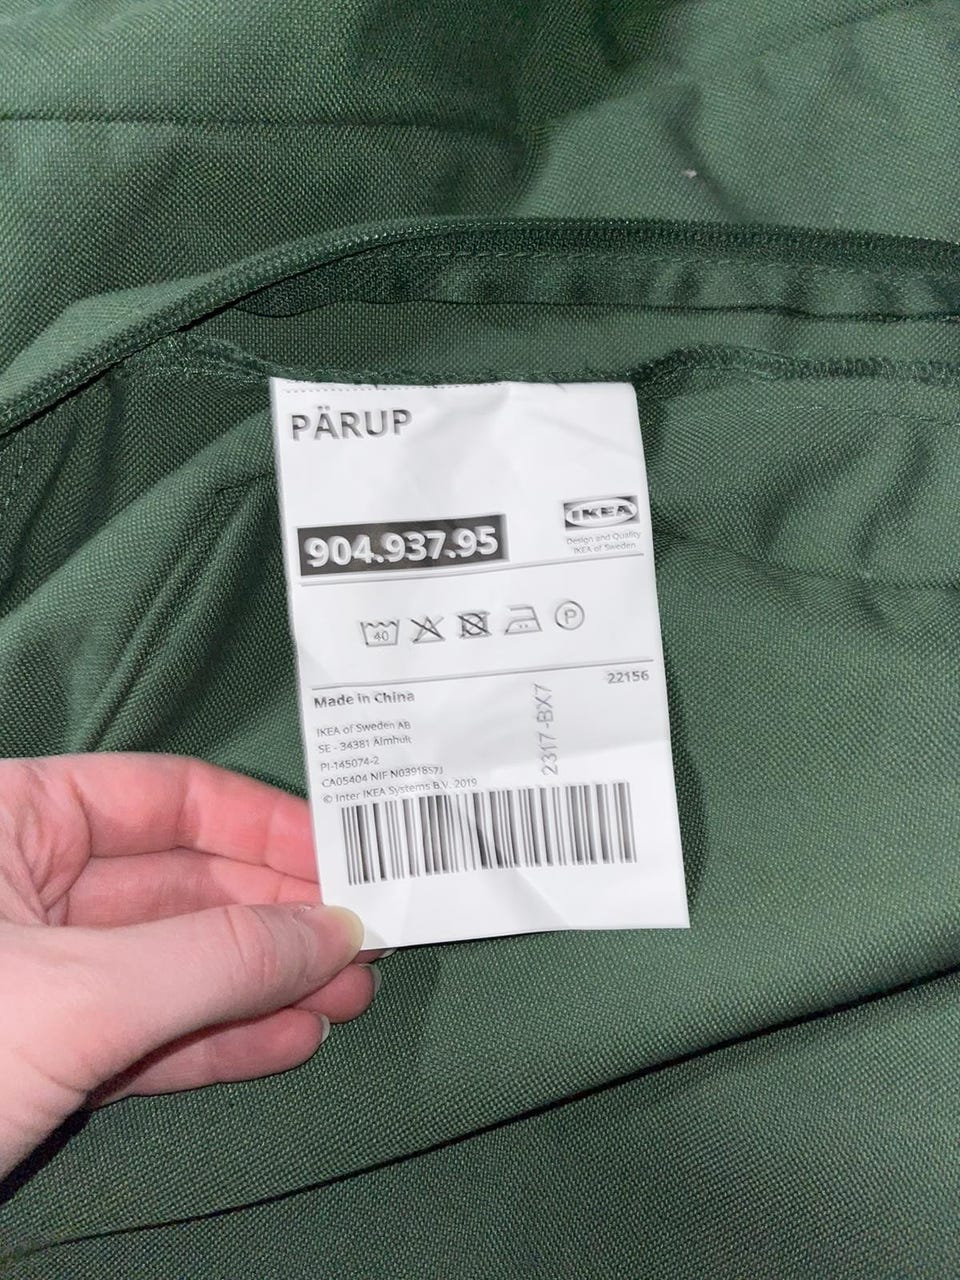 PÄRUP
904.937.95
IKEA
Design and Quality
IKEA of Sweden
40
P
22156
Made in China
2317-BX7
IKEA of Sweden AB
SE - 34381 Älmhult
PI-145074-2
CA05404 NIF N0391857J
© Inter IKEA Systems B.V. 2019